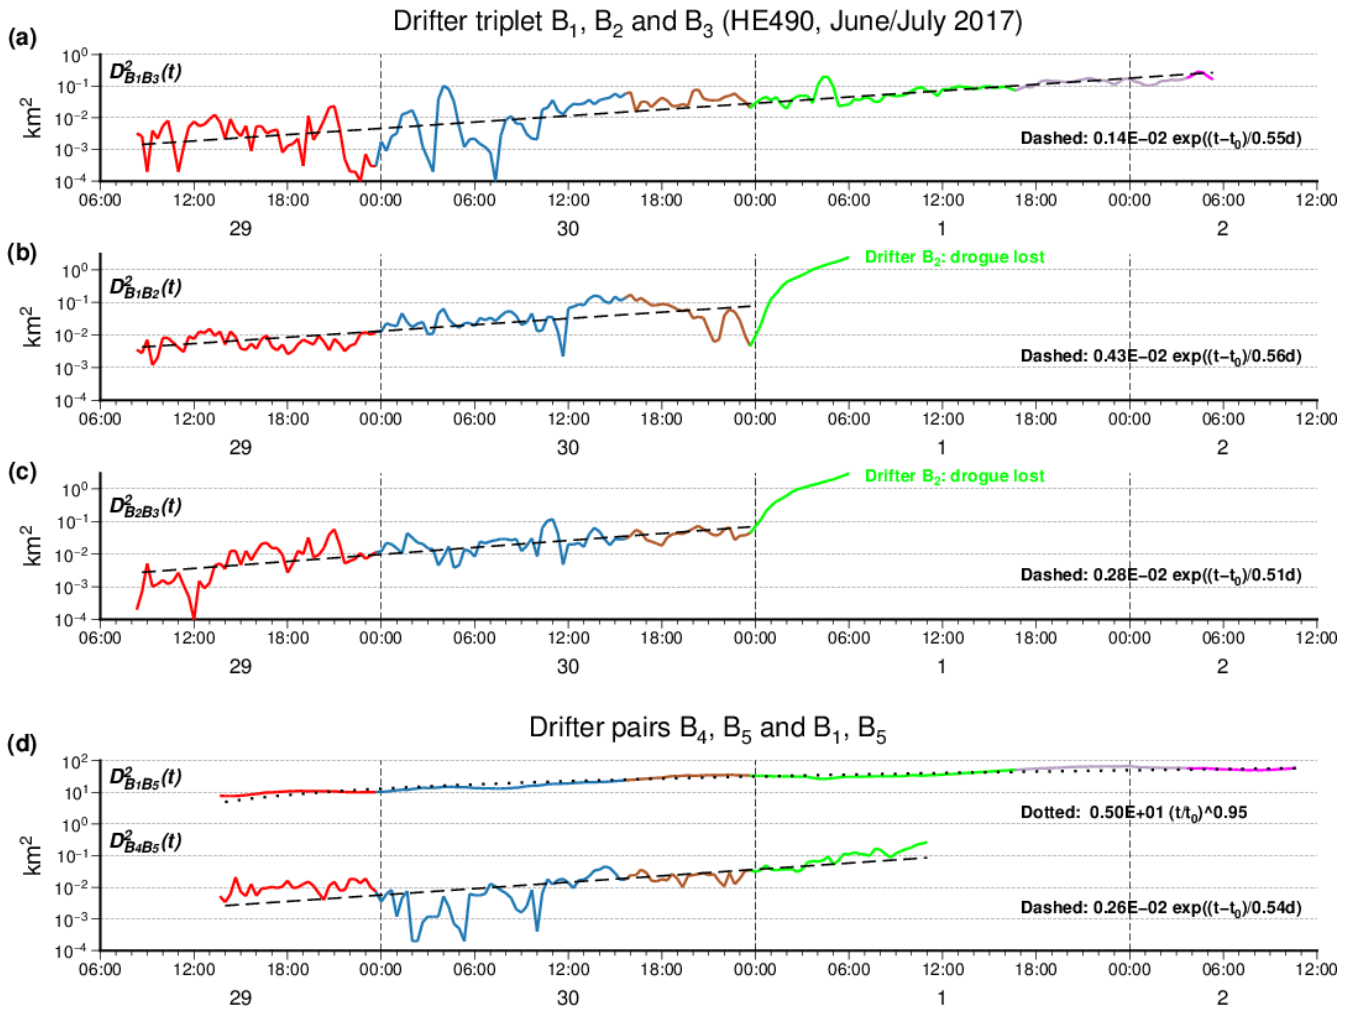 Drifter triplet B₁, B₂ and B₃ (HE490, June/July 2017)
(a)
D²B₁B₃(t)
km²
10⁰
10⁻¹
10⁻²
10⁻³
10⁻⁴
Dashed: 0.14E−02 exp((t−t₀)/0.55d)
06:00 12:00 18:00 00:00 06:00 12:00 18:00 00:00 06:00 12:00 18:00 00:00 06:00 12:00
29 30 1 2
(b)
D²B₁B₂(t)
km²
10⁰
10⁻¹
10⁻²
10⁻³
10⁻⁴
Drifter B₂: drogue lost
Dashed: 0.43E−02 exp((t−t₀)/0.56d)
06:00 12:00 18:00 00:00 06:00 12:00 18:00 00:00 06:00 12:00 18:00 00:00 06:00 12:00
29 30 1 2
(c)
D²B₂B₃(t)
km²
10⁰
10⁻¹
10⁻²
10⁻³
10⁻⁴
Drifter B₂: drogue lost
Dashed: 0.28E−02 exp((t−t₀)/0.51d)
06:00 12:00 18:00 00:00 06:00 12:00 18:00 00:00 06:00 12:00 18:00 00:00 06:00 12:00
29 30 1 2
Drifter pairs B₄, B₅ and B₁, B₅
(d)
D²B₁B₅(t)
D²B₄B₅(t)
km²
10²
10¹
10⁰
10⁻¹
10⁻²
10⁻³
10⁻⁴
Dotted: 0.50E+01 (t/t₀)^0.95
Dashed: 0.26E−02 exp((t−t₀)/0.54d)
06:00 12:00 18:00 00:00 06:00 12:00 18:00 00:00 06:00 12:00 18:00 00:00 06:00 12:00
29 30 1 2